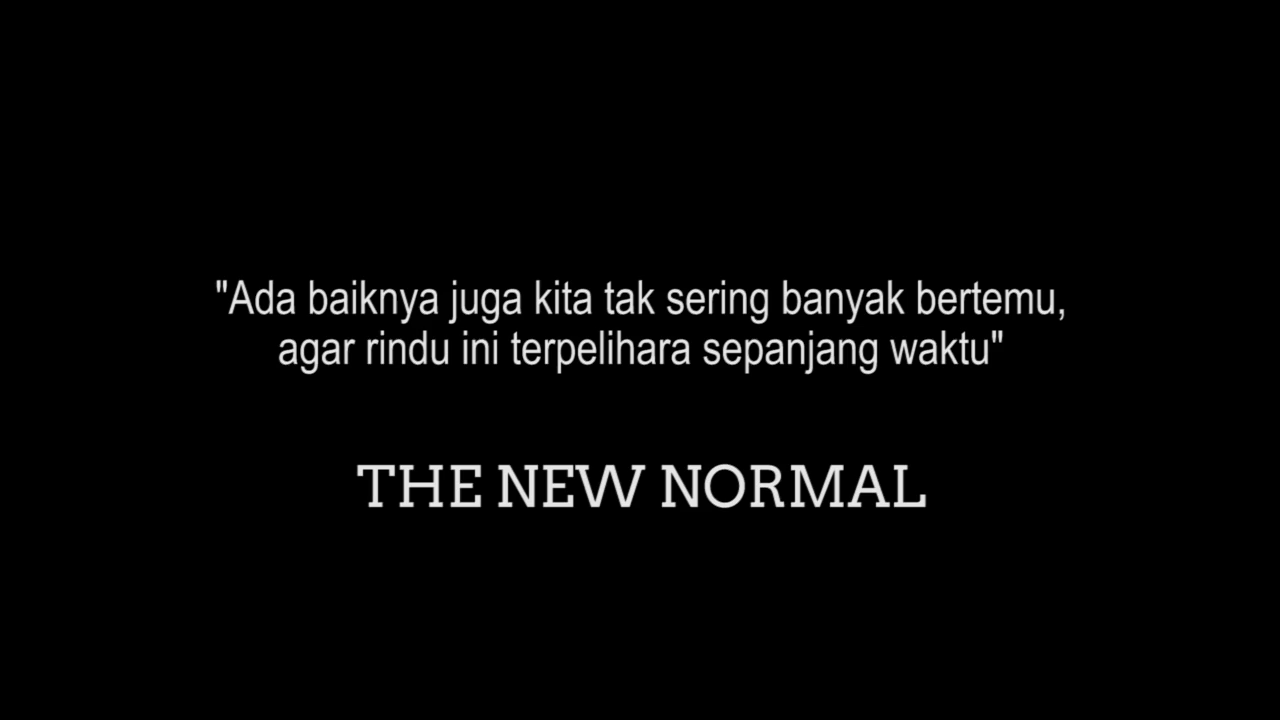 "Ada baiknya juga kita tak sering banyak bertemu,
agar rindu ini terpelihara sepanjang waktu"
THE NEW NORMAL